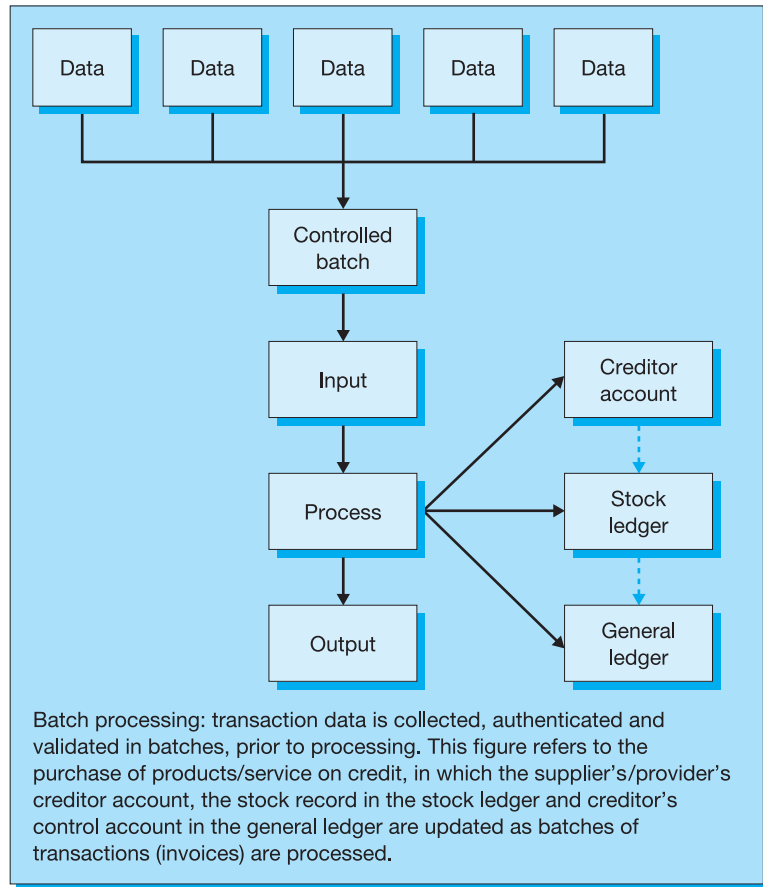 Data Data Data Data Data
Controlled
batch
Input
Creditor
account
Process
Stock
ledger
Output
General
ledger
Batch processing: transaction data is collected, authenticated and
validated in batches, prior to processing. This figure refers to the
purchase of products/service on credit, in which the supplier’s/provider’s
creditor account, the stock record in the stock ledger and creditor’s
control account in the general ledger are updated as batches of
transactions (invoices) are processed.